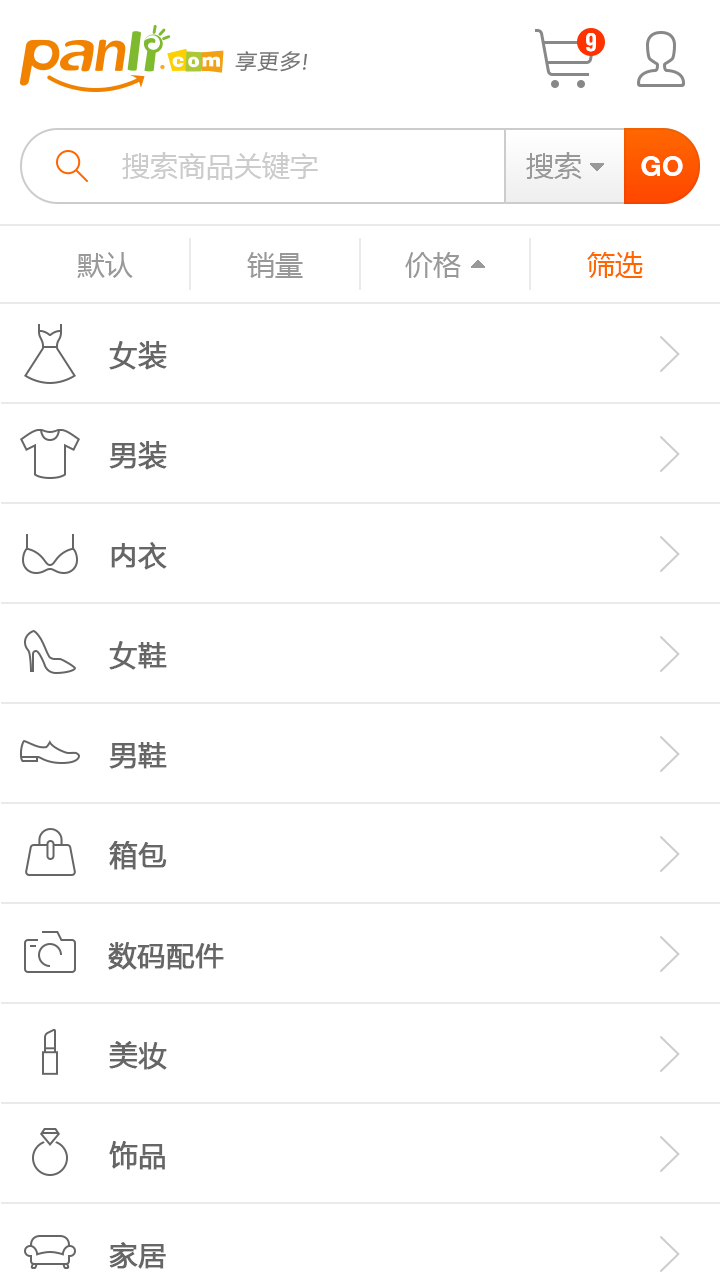 panli.com 享更多!
9
搜索商品关键字 搜索 GO
默认 销量 价格 筛选
女装
男装
内衣
女鞋
男鞋
箱包
数码配件
美妆
饰品
家居